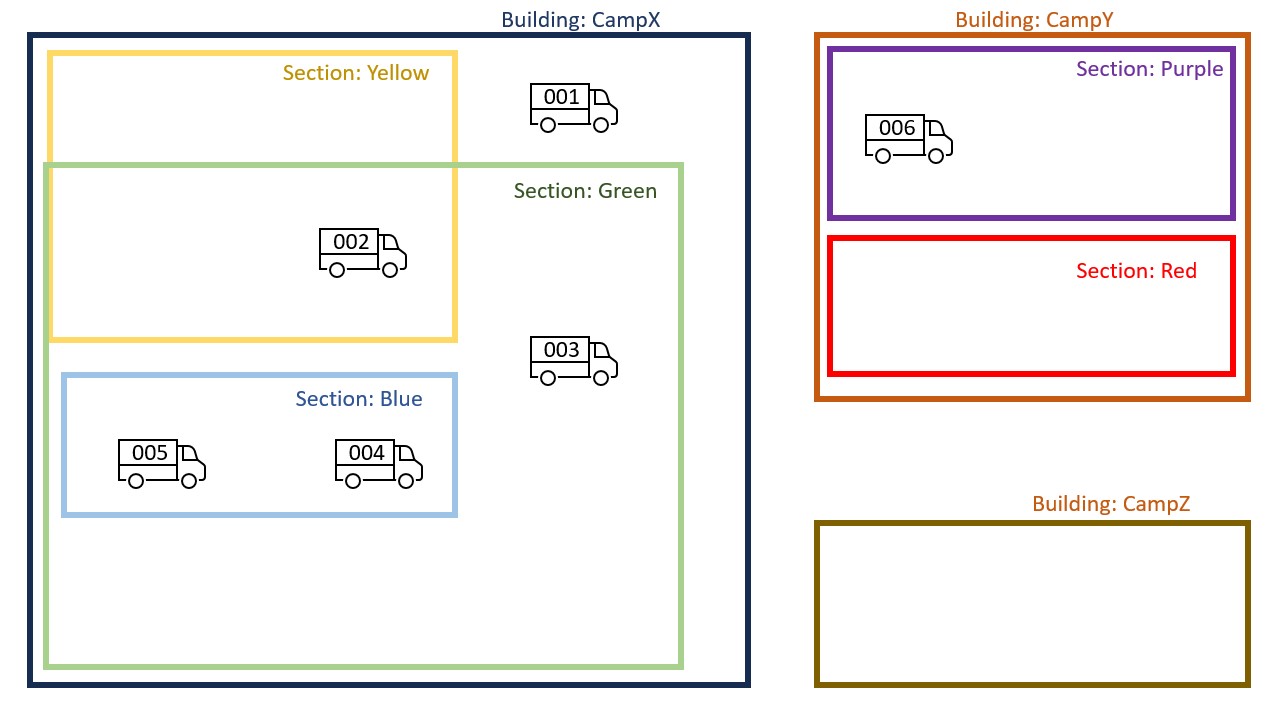 Building: CampX
Section: Yellow
001
Section: Green
002
003
Section: Blue
005
004
Building: CampY
Section: Purple
006
Section: Red
Building: CampZ